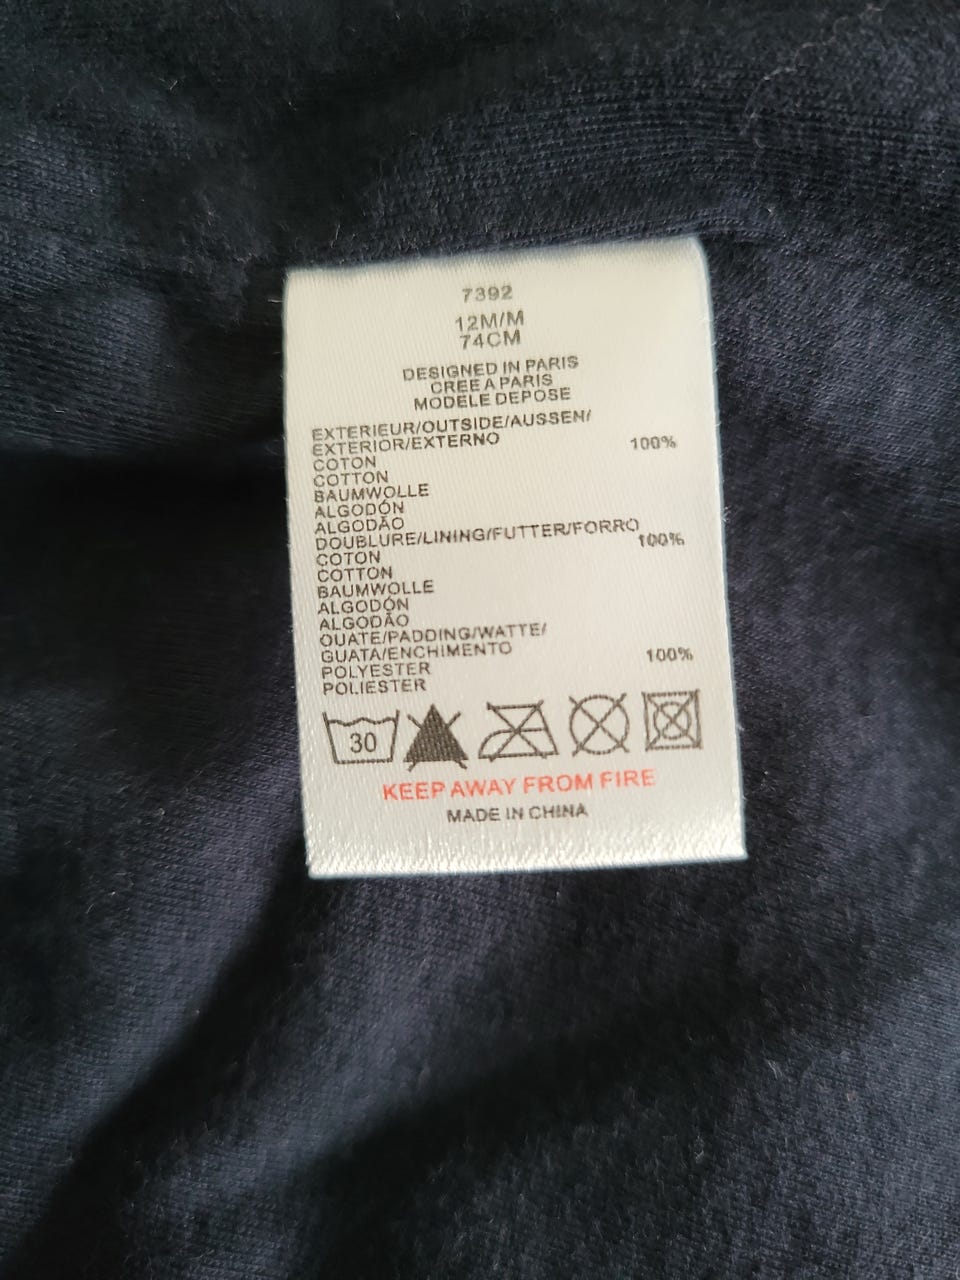 7392
12M/M
74CM
DESIGNED IN PARIS
CREE A PARIS
MODELE DEPOSE
EXTERIEUR/OUTSIDE/AUSSEN/
EXTERIOR/EXTERNO 100%
COTON
COTTON
BAUMWOLLE
ALGODÓN
ALGODÃO
DOUBLURE/LINING/FUTTER/FORRO
100%
COTON
COTTON
BAUMWOLLE
ALGODÓN
ALGODÃO
OUATE/PADDING/WATTE/
GUATA/ENCHIMENTO 100%
POLYESTER
POLIESTER
30
KEEP AWAY FROM FIRE
MADE IN CHINA